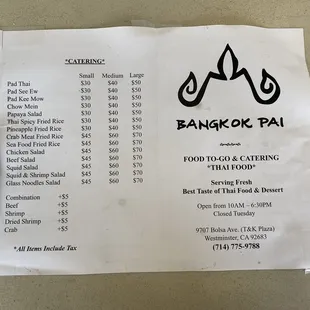 *CATERING*
Small Medium Large
Pad Thai $30 $40 $50
Pad See Ew $30 $40 $50
Pad Kee Mow $30 $40 $50
Chow Mein $30 $40 $50
Papaya Salad $30 $40 $50
Thai Spicy Fried Rice $30 $40 $50
Pineapple Fried Rice $30 $40 $50
Crab Meat Fried Rice $45 $60 $70
Sea Food Fried Rice $45 $60 $70
Chicken Salad $45 $60 $70
Beef Salad $45 $60 $70
Squid Salad $45 $60 $70
Squid & Shrimp Salad $45 $60 $70
Glass Noodles Salad $45 $60 $70
Combination +$5
Beef +$5
Shrimp +$5
Dried Shrimp +$5
Crab +$5
*All Items Include Tax
BANGKOK PAI
FOOD TO-GO & CATERING
*THAI FOOD*
Serving Fresh
Best Taste of Thai Food & Dessert
Open from 10AM – 6:30PM
Closed Tuesday
9707 Bolsa Ave. (T&K Plaza)
Westminster, CA 92683
(714) 775-9788